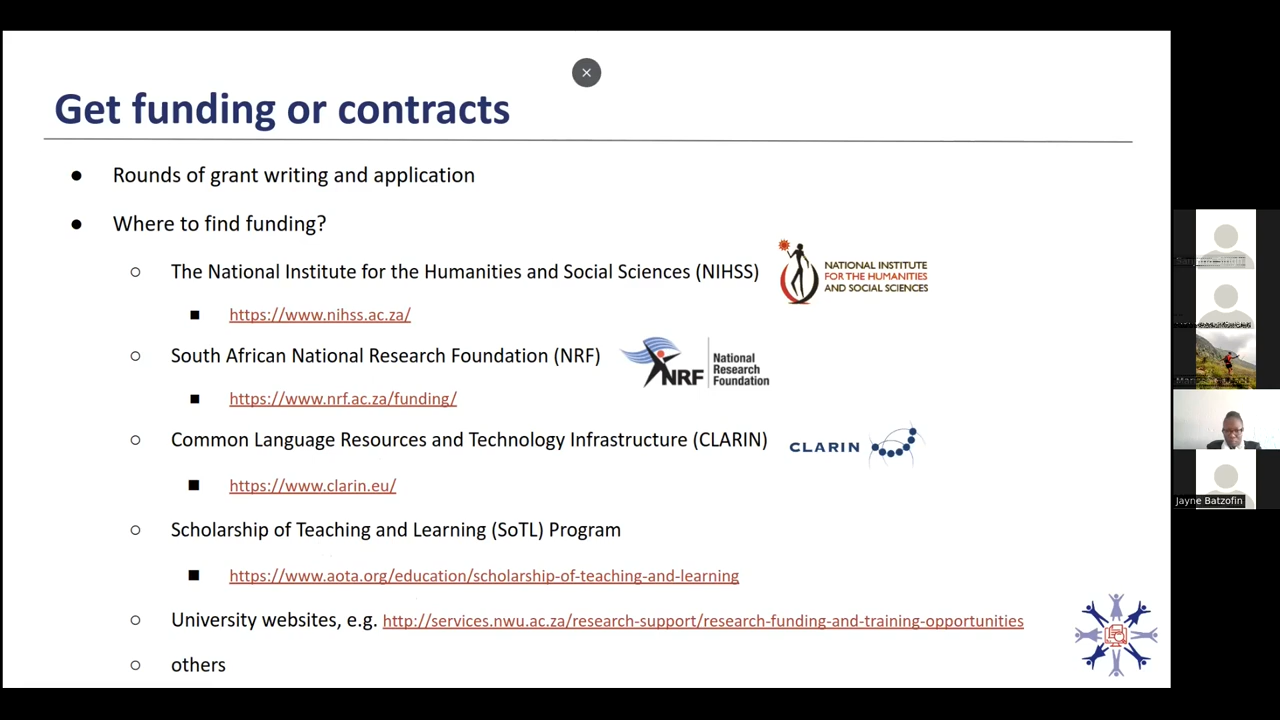 Get funding or contracts
● Rounds of grant writing and application
● Where to find funding?
○ The National Institute for the Humanities and Social Sciences (NIHSS)
NATIONAL INSTITUTE
FOR THE HUMANITIES
AND SOCIAL SCIENCES
■ https://www.nihss.ac.za/
○ South African National Research Foundation (NRF)
NRF
National
Research
Foundation
■ https://www.nrf.ac.za/funding/
○ Common Language Resources and Technology Infrastructure (CLARIN)
CLARIN
■ https://www.clarin.eu/
○ Scholarship of Teaching and Learning (SoTL) Program
■ https://www.aota.org/education/scholarship-of-teaching-and-learning
○ University websites, e.g. http://services.nwu.ac.za/research-support/research-funding-and-training-opportunities
○ others
Jayne Batzofin